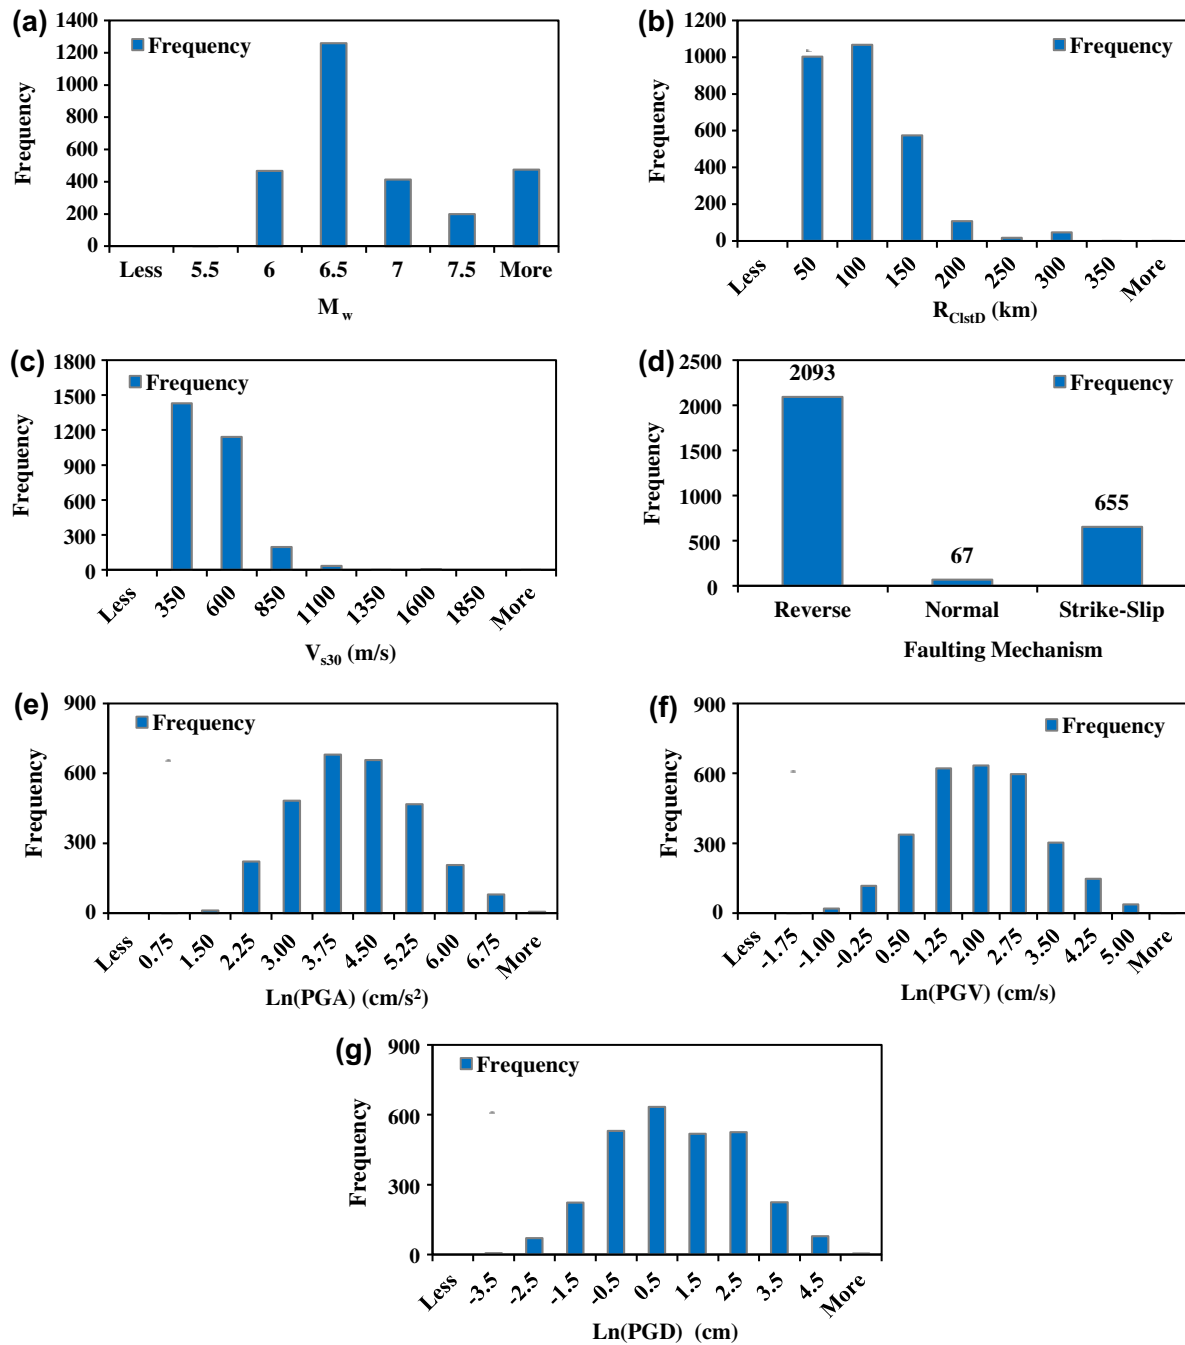 (a)
1400
1200
1000
800
600
400
200
0
Frequency
Frequency
Less 5.5 6 6.5 7 7.5 More
Mw
(b)
1200
1000
800
600
400
200
0
Frequency
Frequency
Less 50 100 150 200 250 300 350 More
RClstD (km)
(c)
1800
1500
1200
900
600
300
0
Frequency
Frequency
Less 350 600 850 1100 1350 1600 1850 More
Vs30 (m/s)
(d)
2500
2000
1500
1000
500
0
Frequency
Frequency
2093
67
655
Reverse Normal Strike-Slip
Faulting Mechanism
(e)
900
600
300
0
Frequency
Frequency
Less 0.75 1.50 2.25 3.00 3.75 4.50 5.25 6.00 6.75 More
Ln(PGA) (cm/s²)
(f)
900
600
300
0
Frequency
Frequency
Less -1.75 -1.00 -0.25 0.50 1.25 2.00 2.75 3.50 4.25 5.00 More
Ln(PGV) (cm/s)
(g)
900
600
300
0
Frequency
Frequency
Less -3.5 -2.5 -1.5 -0.5 0.5 1.5 2.5 3.5 4.5 More
Ln(PGD) (cm)